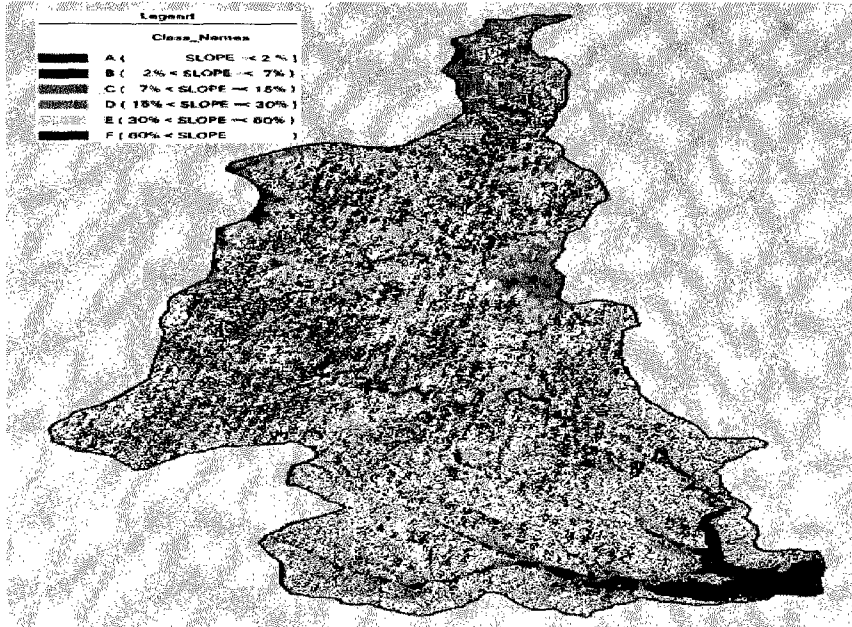 Legend
Class_Names
A ( SLOPE =< 2 % )
B ( 2% < SLOPE =< 7% )
C ( 7% < SLOPE =< 15% )
D ( 15% < SLOPE =< 30% )
E ( 30% < SLOPE =< 60% )
F ( 60% < SLOPE )